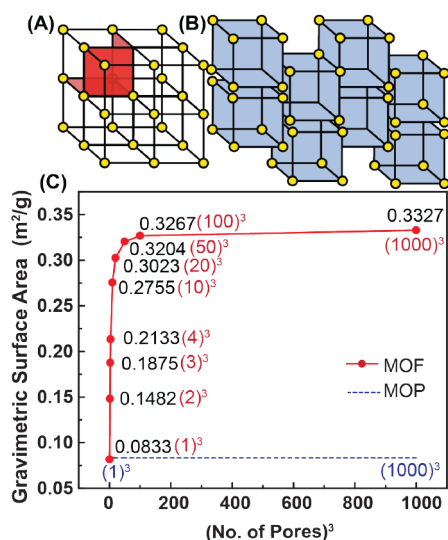 (A)
(B)
(C)
Gravimetric Surface Area (m²/g)
0.35
0.30
0.25
0.20
0.15
0.10
0.05
0.3267 (100)³
0.3327
(1000)³
0.3204 (50)³
0.3023 (20)³
0.2755 (10)³
0.2133 (4)³
0.1875 (3)³
0.1482 (2)³
0.0833 (1)³
MOF
MOP
(1)³
(1000)³
0 200 400 600 800 1000
(No. of Pores)³